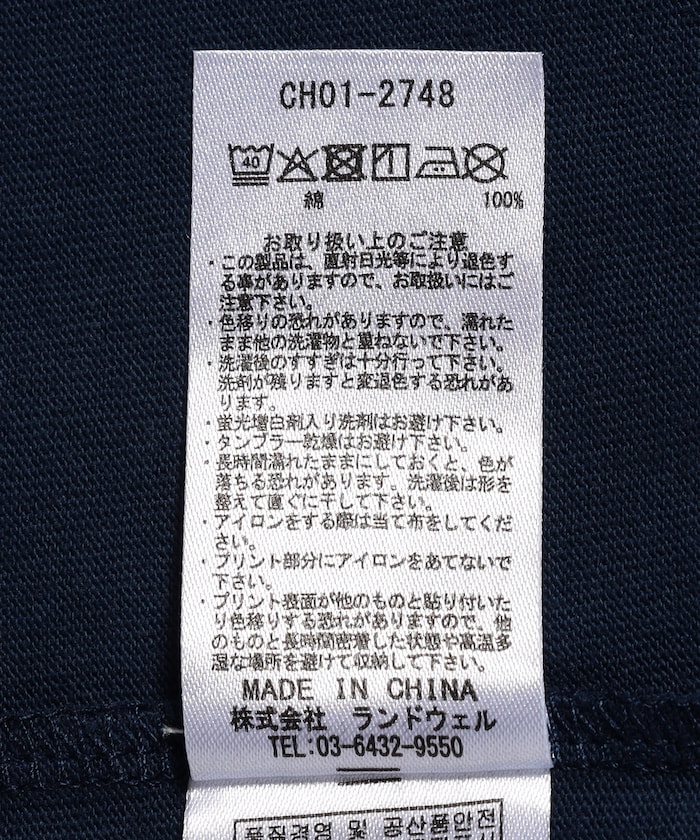 CH01-2748
40
綿 100%
お取り扱い上のご注意
・この製品は、直射日光等により退色す
る事がありますので、お取扱いにはご
注意下さい。
・色移りの恐れがありますので、濡れた
まま他の洗濯物と重ねないで下さい。
・洗濯後のすすぎは十分行って下さい。
洗剤が残りますと変退色する恐れがあ
ります。
・蛍光増白剤入り洗剤はお避け下さい。
・タンブラー乾燥はお避け下さい。
・長時間濡れたままにしておくと、色が
落ちる恐れがあります。洗濯後は形を
整えて直ぐに干して下さい。
・アイロンをする際は当て布をしてくだ
さい。
・プリント部分にアイロンをあてないで
下さい。
・プリント表面が他のものと貼り付いた
り色移りする恐れがありますので、他
のものと長時間密着した状態や高温多
湿な場所を避けて収納して下さい。
MADE IN CHINA
株式会社 ランドウェル
TEL:03-6432-9550
품질경영 및 공산품안전